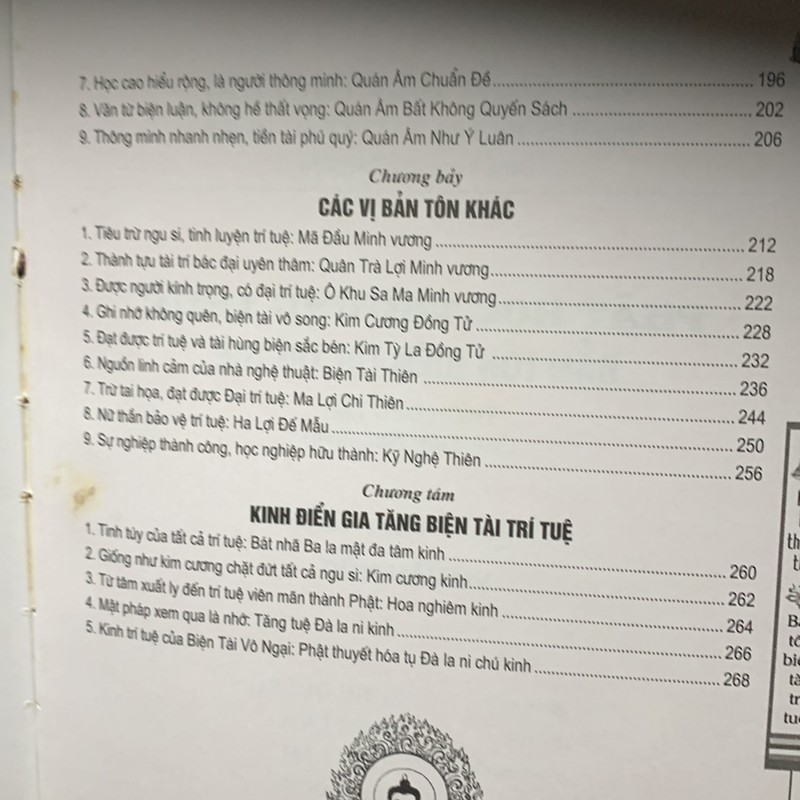 7. Học cao hiểu rộng, là người thông minh: Quán Âm Chuẩn Đề ........ 196
8. Văn từ biện luận, không hề thất vọng: Quán Âm Bất Không Quyến Sách ........ 202
9. Thông minh nhanh nhẹn, tiền tài phú quý: Quán Âm Như Ý Luân ........ 206
Chương bảy
CÁC VỊ BẢN TÔN KHÁC
1. Tiêu trừ ngu si, tinh luyện trí tuệ: Mã Đầu Minh vương ........ 212
2. Thành tựu tài trí bác đại uyên thâm: Quân Trà Lợi Minh vương ........ 218
3. Được người kính trọng, có đại trí tuệ: Ô Khu Sa Ma Minh vương ........ 222
4. Ghi nhớ không quên, biện tài vô song: Kim Cương Đồng Tử ........ 228
5. Đạt được trí tuệ và tài hùng biện sắc bén: Kim Tỳ La Đồng Tử ........ 232
6. Nguồn linh cảm của nhà nghệ thuật: Biện Tài Thiên ........ 236
7. Trừ tai họa, đạt được Đại trí tuệ: Ma Lợi Chi Thiên ........ 244
8. Nữ thần bảo vệ trí tuệ: Ha Lợi Đế Mẫu ........ 250
9. Sự nghiệp thành công, học nghiệp hữu thành: Kỹ Nghệ Thiên ........ 256
Chương tám
KINH ĐIỂN GIA TĂNG BIỆN TÀI TRÍ TUỆ
1. Tinh túy của tất cả trí tuệ: Bát nhã Ba la mật đa tâm kinh ........ 260
2. Giống như kim cương chặt đứt tất cả ngu si: Kim cương kinh ........ 262
3. Từ tâm xuất ly đến trí tuệ viên mãn thành Phật: Hoa nghiêm kinh ........ 264
4. Mật pháp xem qua là nhớ: Tăng tuệ Đà la ni kinh ........ 266
5. Kinh trí tuệ của Biện Tài Vô Ngại: Phật thuyết hóa tụ Đà la ni chú kinh ........ 268